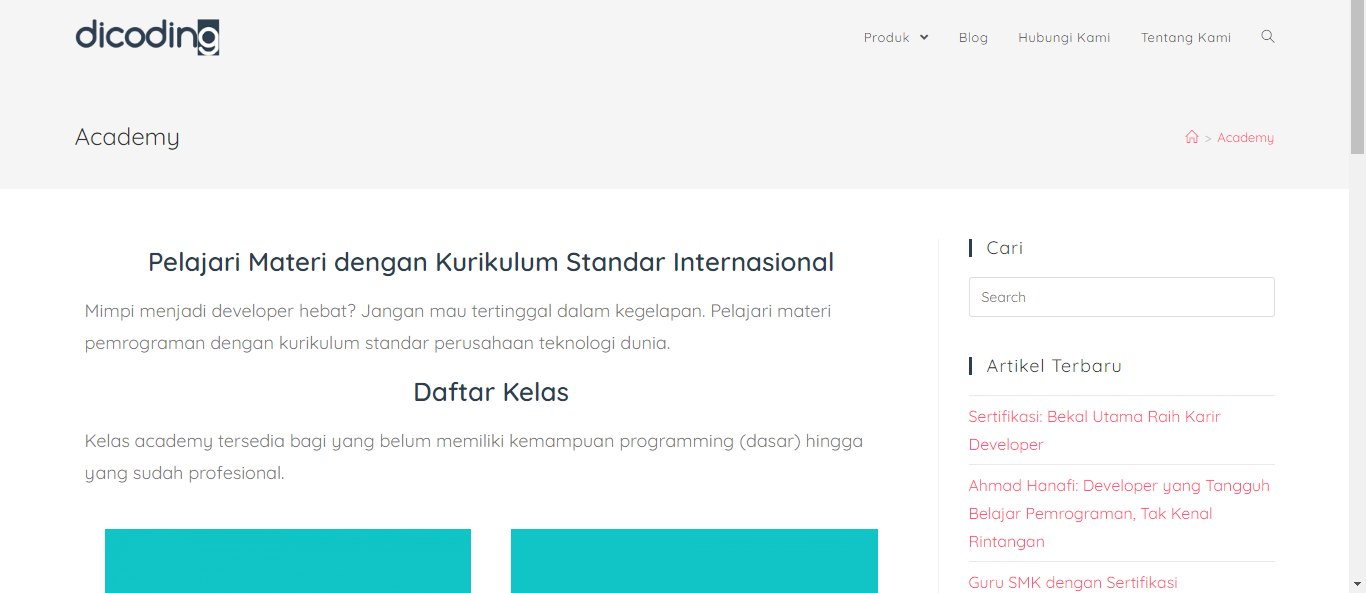 dicoding
Produk
Blog
Hubungi Kami
Tentang Kami
Academy
> Academy
Pelajari Materi dengan Kurikulum Standar Internasional
Mimpi menjadi developer hebat? Jangan mau tertinggal dalam kegelapan. Pelajari materi
pemrograman dengan kurikulum standar perusahaan teknologi dunia.
Daftar Kelas
Kelas academy tersedia bagi yang belum memiliki kemampuan programming (dasar) hingga
yang sudah profesional.
Cari
Search
Artikel Terbaru
Sertifikasi: Bekal Utama Raih Karir
Developer
Ahmad Hanafi: Developer yang Tangguh
Belajar Pemrograman, Tak Kenal
Rintangan
Guru SMK dengan Sertifikasi